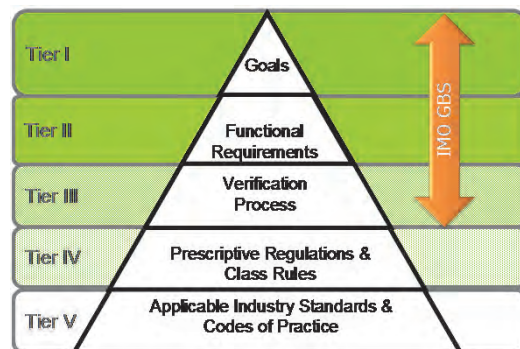 Tier I
Goals
Tier II
Functional
Requirements
Tier III
Verification
Process
Tier IV
Prescriptive Regulations &
Class Rules
Tier V
Applicable Industry Standards &
Codes of Practice
IMO GBS